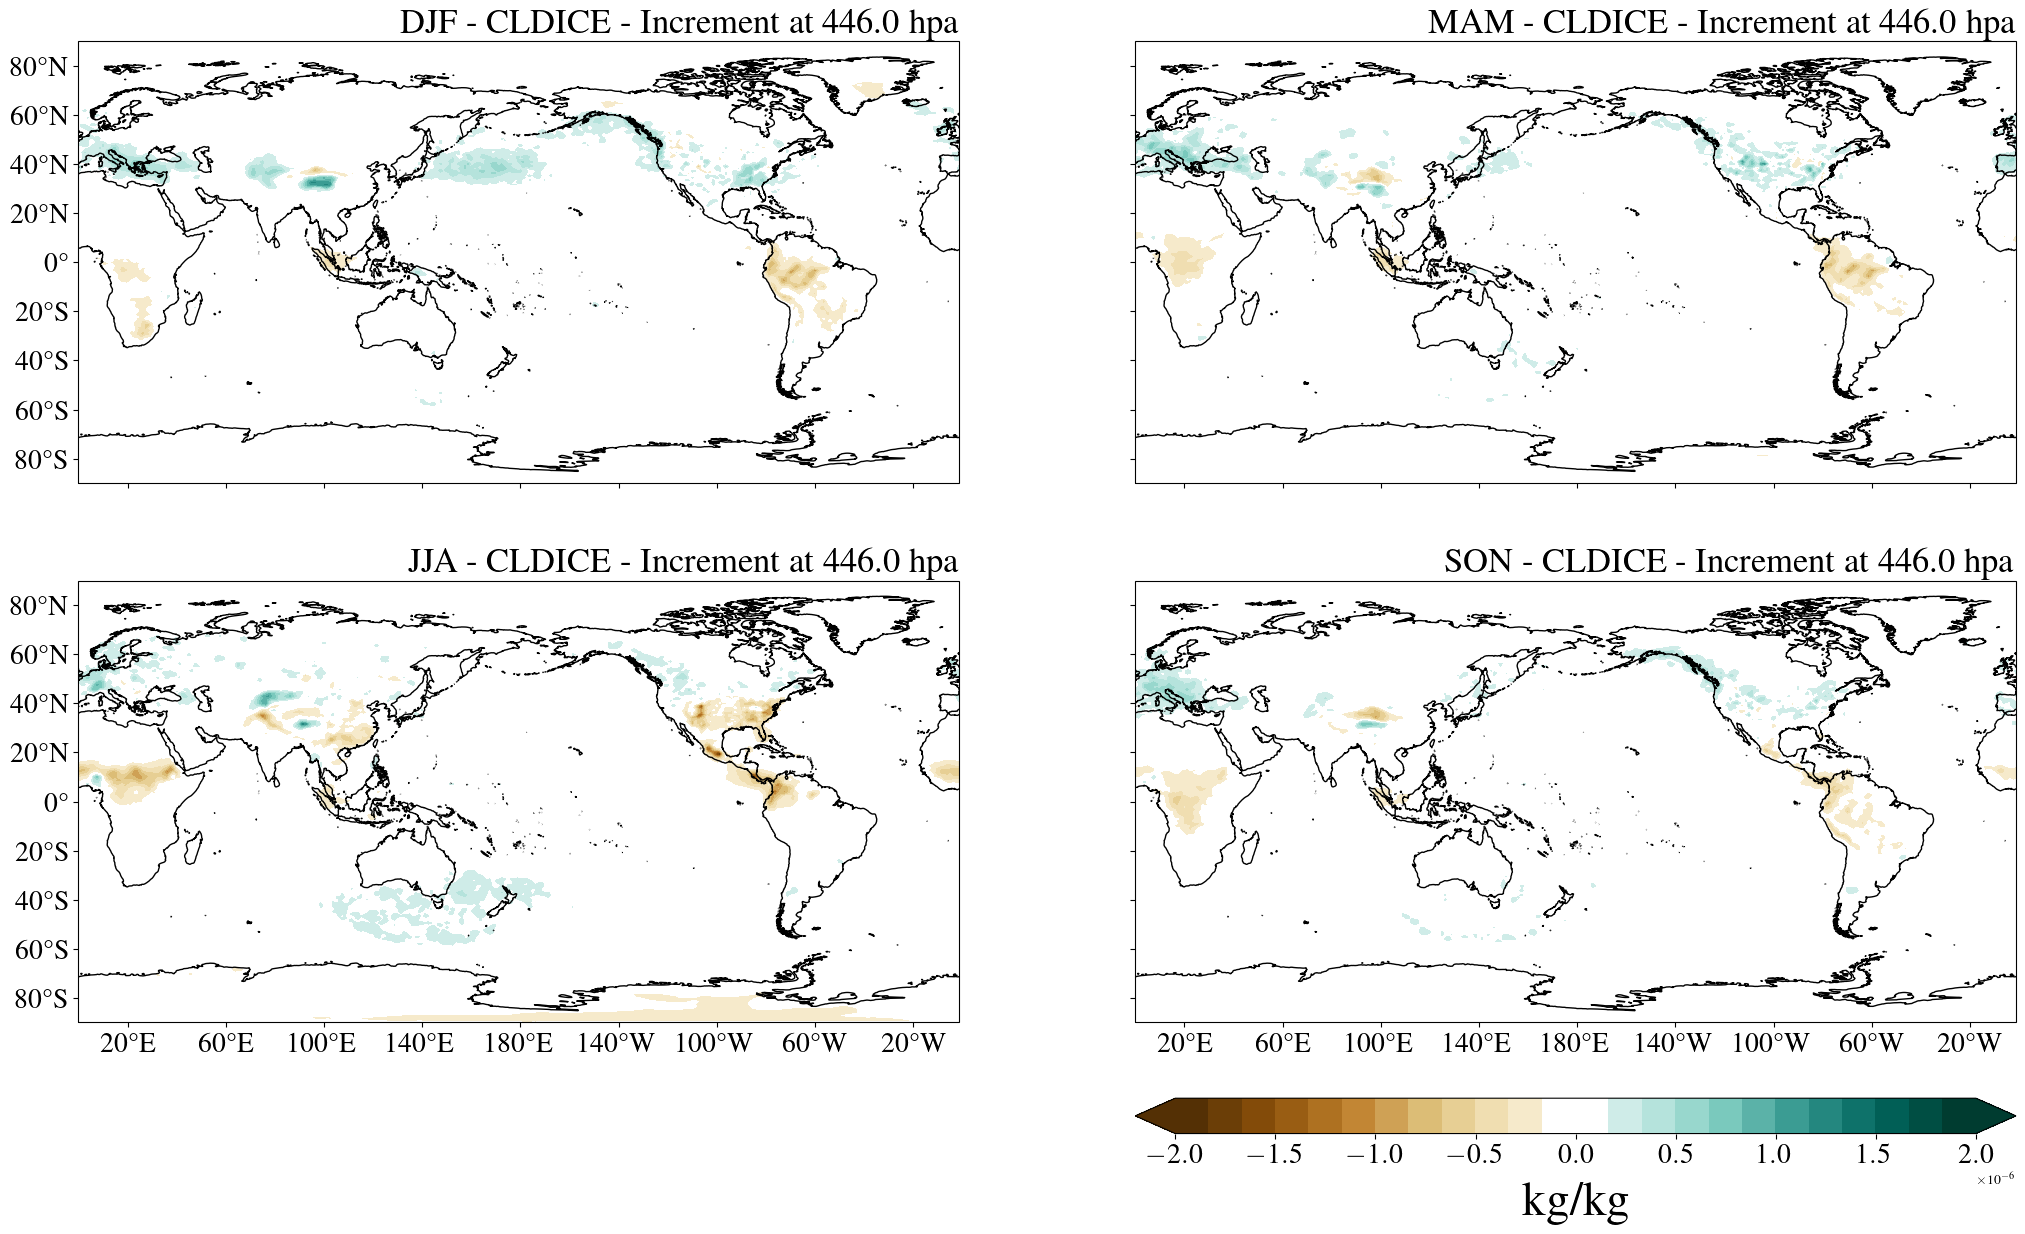 DJF - CLDICE - Increment at 446.0 hpa
MAM - CLDICE - Increment at 446.0 hpa
80°N
60°N
40°N
20°N
0°
20°S
40°S
60°S
80°S
JJA - CLDICE - Increment at 446.0 hpa
SON - CLDICE - Increment at 446.0 hpa
80°N
60°N
40°N
20°N
0°
20°S
40°S
60°S
80°S
20°E 60°E 100°E 140°E 180°E 140°W 100°W 60°W 20°W
20°E 60°E 100°E 140°E 180°E 140°W 100°W 60°W 20°W
−2.0 −1.5 −1.0 −0.5 0.0 0.5 1.0 1.5 2.0
×10⁻⁶
kg/kg